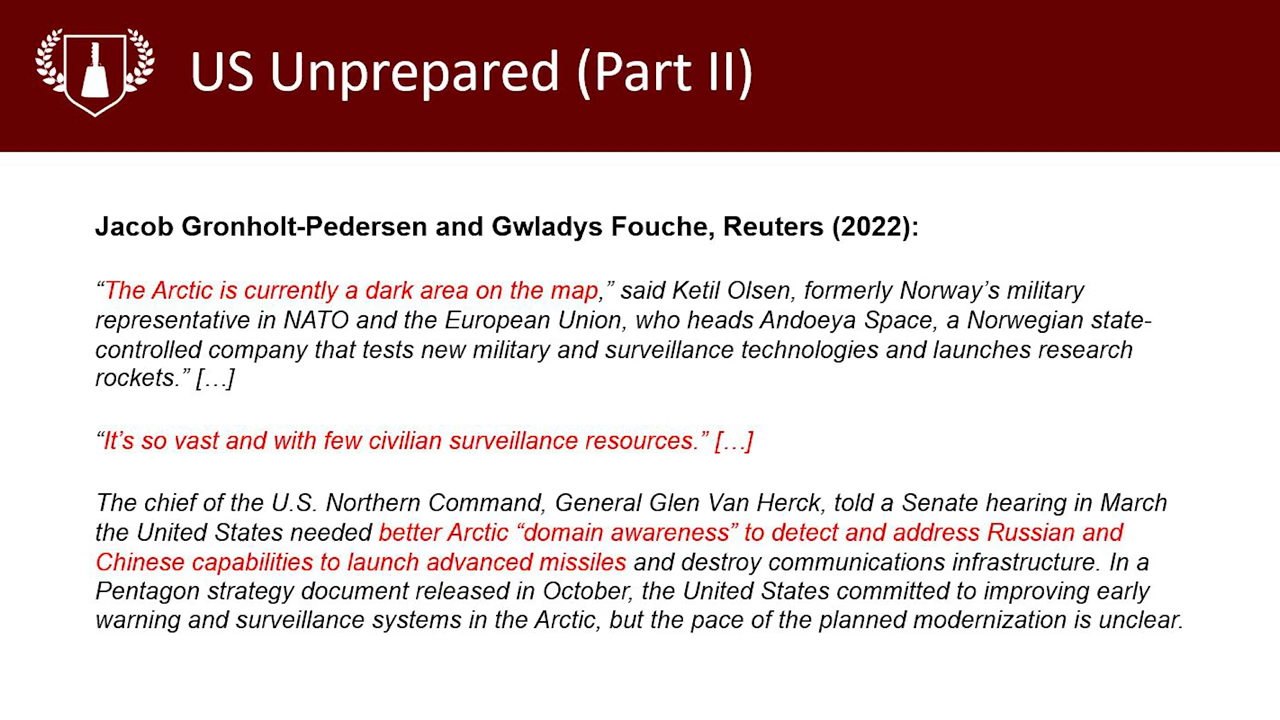 US Unprepared (Part II)
Jacob Gronholt-Pedersen and Gwladys Fouche, Reuters (2022):
“The Arctic is currently a dark area on the map,” said Ketil Olsen, formerly Norway’s military
representative in NATO and the European Union, who heads Andoeya Space, a Norwegian state-
controlled company that tests new military and surveillance technologies and launches research
rockets.” […]
“It’s so vast and with few civilian surveillance resources.” […]
The chief of the U.S. Northern Command, General Glen Van Herck, told a Senate hearing in March
the United States needed better Arctic “domain awareness” to detect and address Russian and
Chinese capabilities to launch advanced missiles and destroy communications infrastructure. In a
Pentagon strategy document released in October, the United States committed to improving early
warning and surveillance systems in the Arctic, but the pace of the planned modernization is unclear.